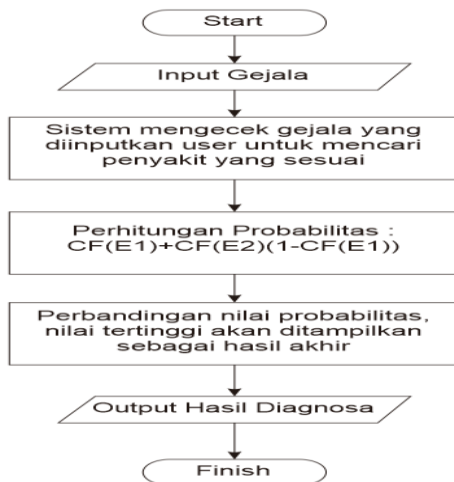 Start
Input Gejala
Sistem mengecek gejala yang
diinputkan user untuk mencari
penyakit yang sesuai
Perhitungan Probabilitas :
CF(E1)+CF(E2)(1-CF(E1))
Perbandingan nilai probabilitas,
nilai tertinggi akan ditampilkan
sebagai hasil akhir
Output Hasil Diagnosa
Finish